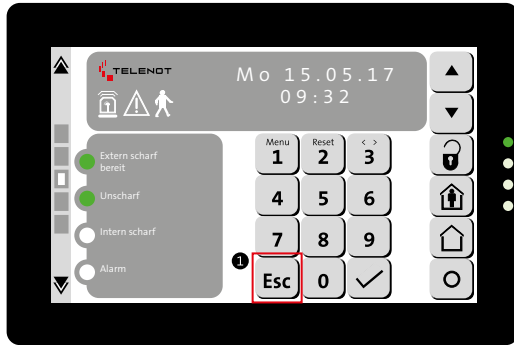 TELENOT
Mo 15.05.17
09:32
Extern scharf
bereit
Unscharf
Intern scharf
Alarm
Menu
1
Reset
2
< >
3
4
5
6
7
8
9
1
Esc
0